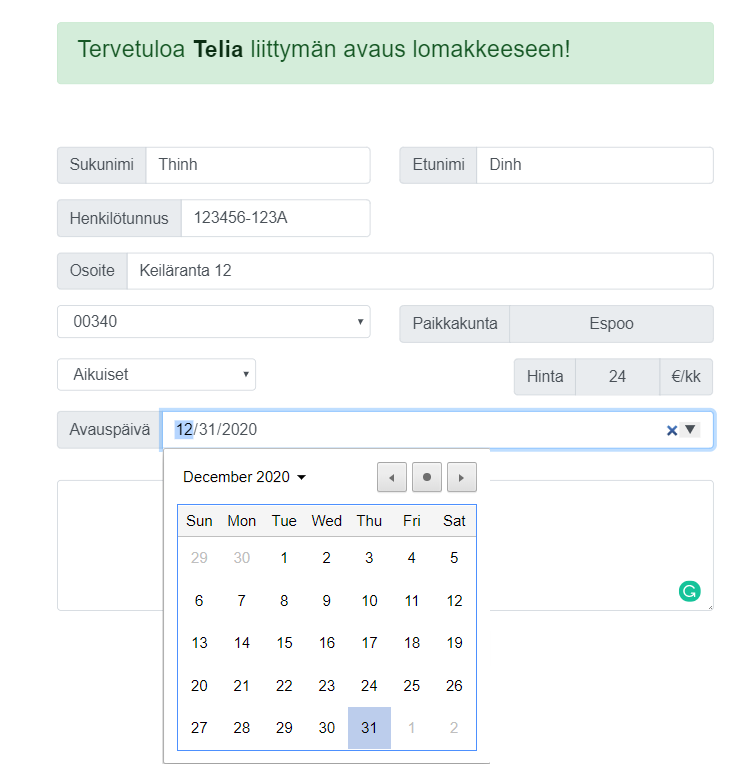 Tervetuloa Telia liittymän avaus lomakkeeseen!
Sukunimi Thinh Etunimi Dinh
Henkilötunnus 123456-123A
Osoite Keiläranta 12
00340 Paikkakunta Espoo
Aikuiset Hinta 24 €/kk
Avauspäivä 12/31/2020
December 2020
Sun Mon Tue Wed Thu Fri Sat
29 30 1 2 3 4 5
6 7 8 9 10 11 12
13 14 15 16 17 18 19
20 21 22 23 24 25 26
27 28 29 30 31 1 2